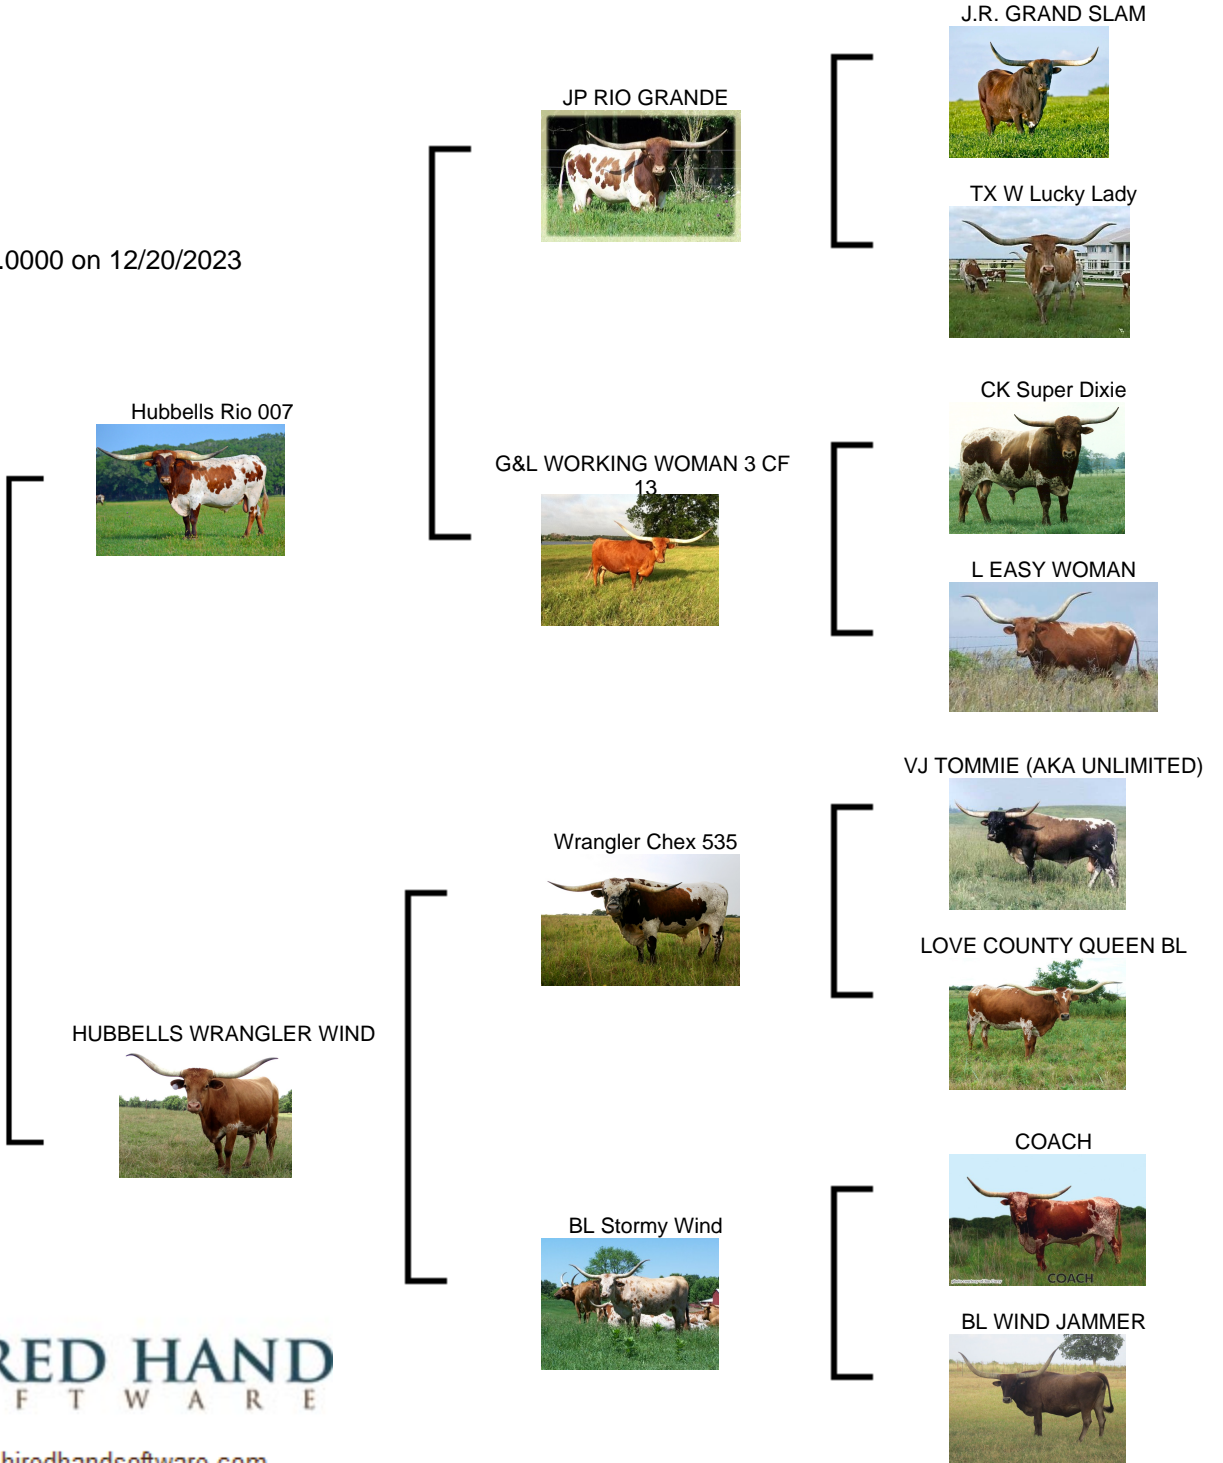 J.R. GRAND SLAM
JP RIO GRANDE
TX W Lucky Lady
.0000 on 12/20/2023
CK Super Dixie
Hubbells Rio 007
G&L WORKING WOMAN 3 CF
13
L EASY WOMAN
VJ TOMMIE (AKA UNLIMITED)
Wrangler Chex 535
LOVE COUNTY QUEEN BL
HUBBELLS WRANGLER WIND
COACH
COACH
BL Stormy Wind
BL WIND JAMMER
RED HAND
F T W A R E
hiredhandsoftware.com